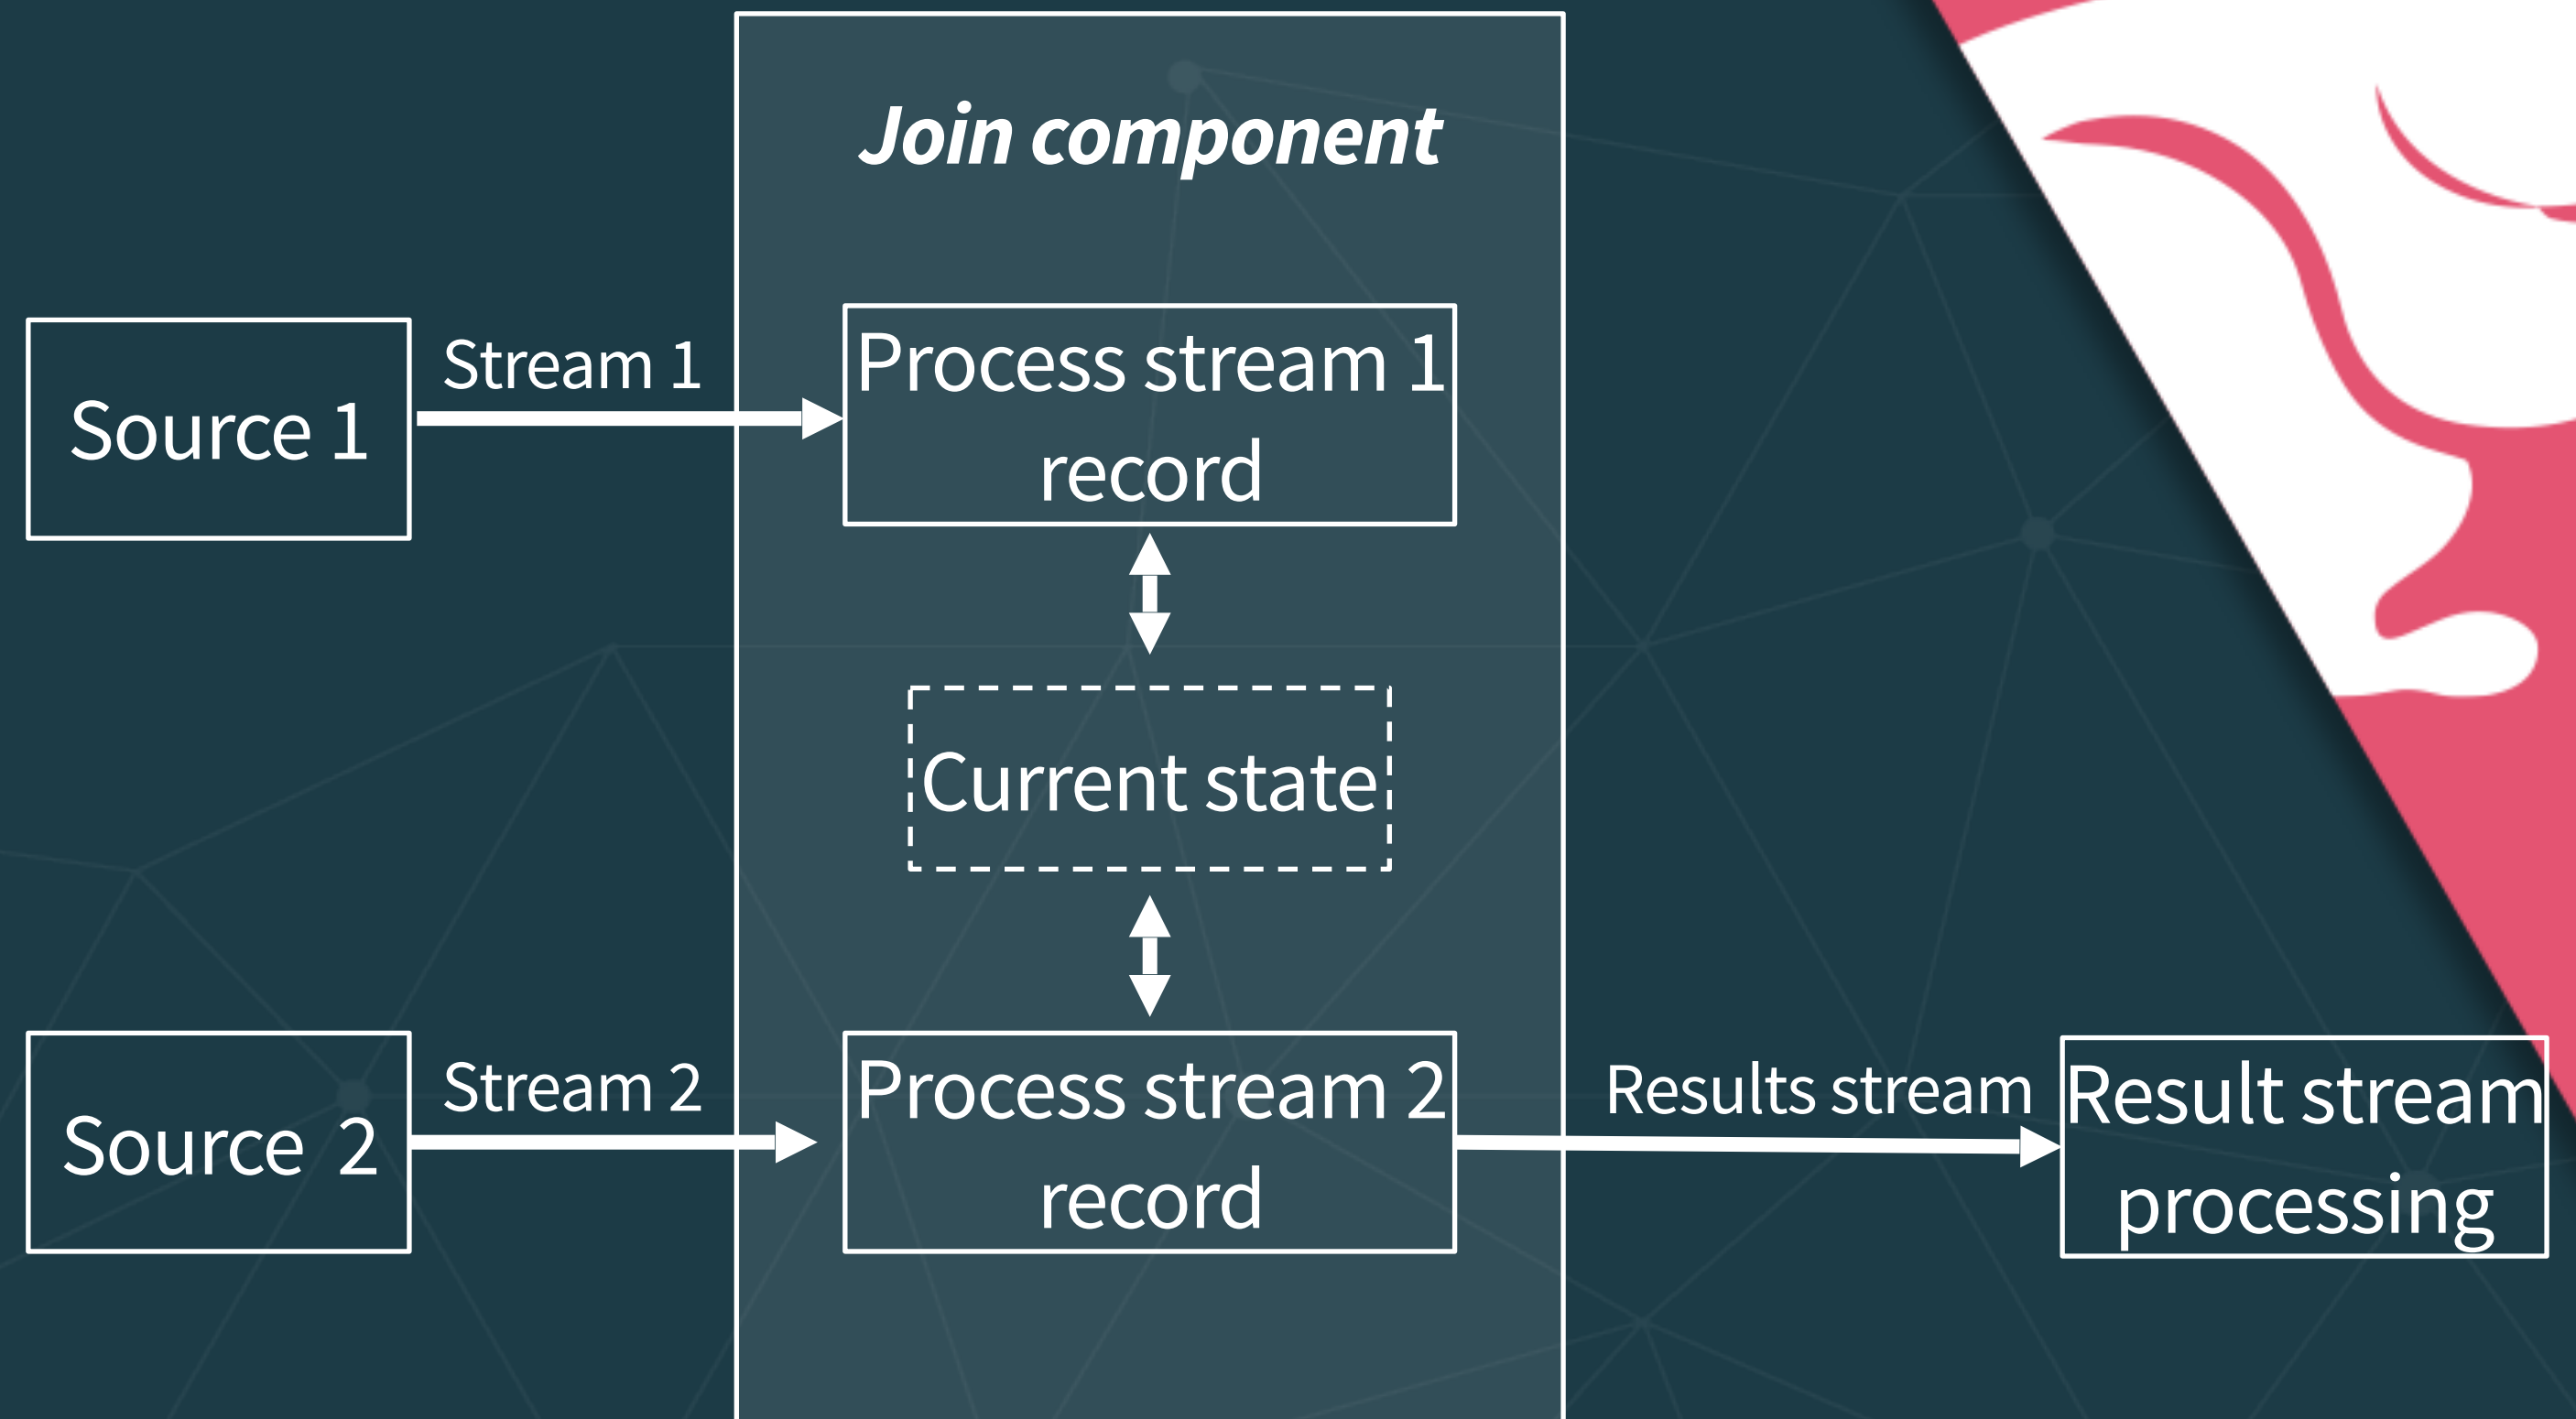 Join component
Source 1
Stream 1
Process stream 1
record
Current state
Source 2
Stream 2
Process stream 2
record
Results stream
Result stream
processing